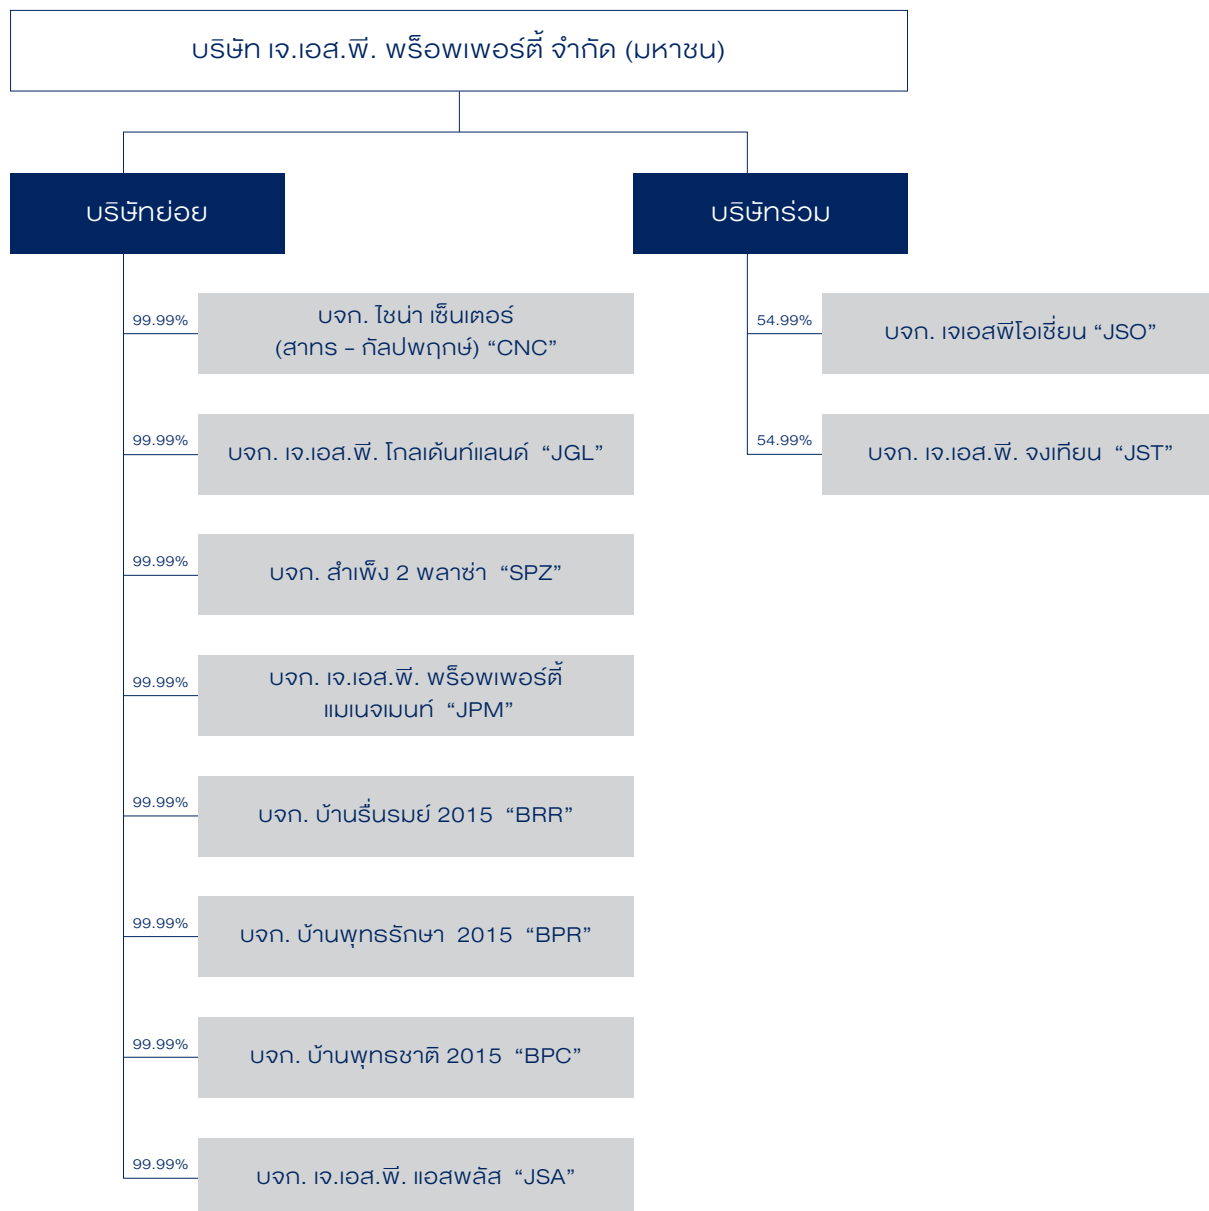 บริษัท เจ.เอส.พี. พร็อพเพอร์ตี้ จำกัด (มหาชน)
บริษัทย่อย
99.99%
บจก. ไชน่า เซ็นเตอร์
(สาทร - กัลปพฤกษ์) “CNC”
99.99%
บจก. เจ.เอส.พี. โกลเด้นท์แลนด์ “JGL”
99.99%
บจก. สำเพ็ง 2 พลาซ่า “SPZ”
99.99%
บจก. เจ.เอส.พี. พร็อพเพอร์ตี้
แมเนจเมนท์ “JPM”
99.99%
บจก. บ้านรื่นรมย์ 2015 “BRR”
99.99%
บจก. บ้านพุทธรักษา 2015 “BPR”
99.99%
บจก. บ้านพุทธชาติ 2015 “BPC”
99.99%
บจก. เจ.เอส.พี. แอสพลัส “JSA”
บริษัทร่วม
54.99%
บจก. เจเอสพีโอเชี่ยน “JSO”
54.99%
บจก. เจ.เอส.พี. จงเทียน “JST”